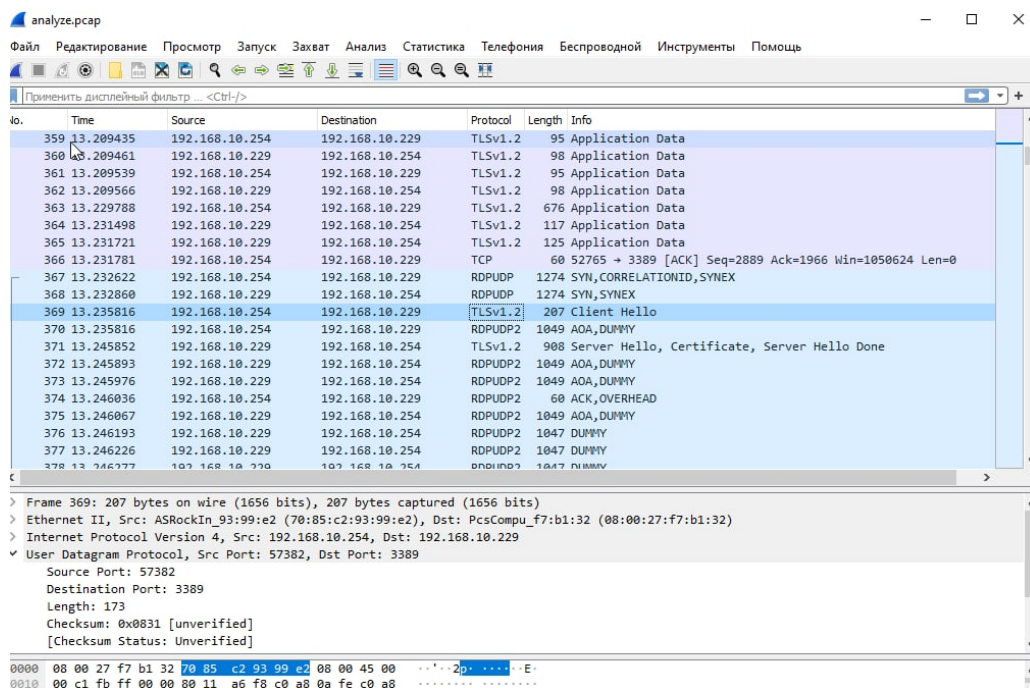 analyze.pcap
Файл Редактирование Просмотр Запуск Захват Анализ Статистика Телефония Беспроводной Инструменты Помощь
Применить дисплейный фильтр ... <Ctrl-/>
No. Time Source Destination Protocol Length Info
359 13.209435 192.168.10.254 192.168.10.229 TLSv1.2 95 Application Data
360 13.209461 192.168.10.229 192.168.10.254 TLSv1.2 98 Application Data
361 13.209539 192.168.10.254 192.168.10.229 TLSv1.2 95 Application Data
362 13.209566 192.168.10.229 192.168.10.254 TLSv1.2 98 Application Data
363 13.229788 192.168.10.229 192.168.10.254 TLSv1.2 676 Application Data
364 13.231498 192.168.10.254 192.168.10.229 TLSv1.2 117 Application Data
365 13.231721 192.168.10.254 192.168.10.229 TLSv1.2 125 Application Data
366 13.231781 192.168.10.254 192.168.10.229 TCP 60 52765 → 3389 [ACK] Seq=2889 Ack=1966 Win=1050624 Len=0
367 13.232622 192.168.10.254 192.168.10.229 RDPUDP 1274 SYN,CORRELATIONID,SYNEX
368 13.232860 192.168.10.229 192.168.10.254 RDPUDP 1274 SYN,SYNEX
369 13.235816 192.168.10.254 192.168.10.229 TLSv1.2 207 Client Hello
370 13.235816 192.168.10.229 192.168.10.254 RDPUDP2 1049 AOA,DUMMY
371 13.245852 192.168.10.229 192.168.10.254 TLSv1.2 908 Server Hello, Certificate, Server Hello Done
372 13.245893 192.168.10.229 192.168.10.254 RDPUDP2 1049 AOA,DUMMY
373 13.245976 192.168.10.229 192.168.10.254 RDPUDP2 1049 AOA,DUMMY
374 13.246036 192.168.10.254 192.168.10.229 RDPUDP2 60 ACK,OVERHEAD
375 13.246067 192.168.10.229 192.168.10.254 RDPUDP2 1049 AOA,DUMMY
376 13.246193 192.168.10.229 192.168.10.254 RDPUDP2 1047 DUMMY
377 13.246226 192.168.10.229 192.168.10.254 RDPUDP2 1047 DUMMY
378 13.246277 192.168.10.229 192.168.10.254 RDPUDP2 1047 DUMMY
Frame 369: 207 bytes on wire (1656 bits), 207 bytes captured (1656 bits)
Ethernet II, Src: ASRockIn_93:99:e2 (70:85:c2:93:99:e2), Dst: PcsCompu_f7:b1:32 (08:00:27:f7:b1:32)
Internet Protocol Version 4, Src: 192.168.10.254, Dst: 192.168.10.229
User Datagram Protocol, Src Port: 57382, Dst Port: 3389
Source Port: 57382
Destination Port: 3389
Length: 173
Checksum: 0x0831 [unverified]
[Checksum Status: Unverified]
0000 08 00 27 f7 b1 32 70 85 c2 93 99 e2 08 00 45 00 ··'··2p· ······E·
0010 00 c1 fb ff 00 00 80 11 a6 f8 c0 a8 0a fe c0 a8 ········ ········